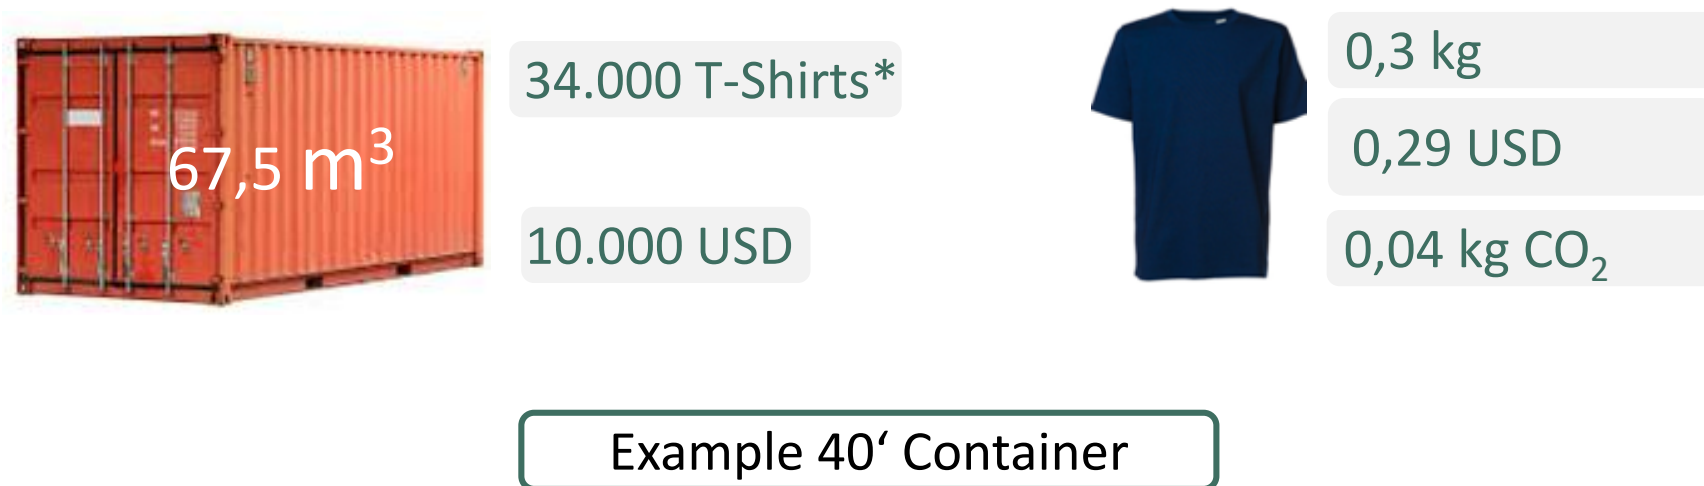 67,5 m³
34.000 T-Shirts*
10.000 USD
0,3 kg
0,29 USD
0,04 kg CO₂
Example 40‘ Container